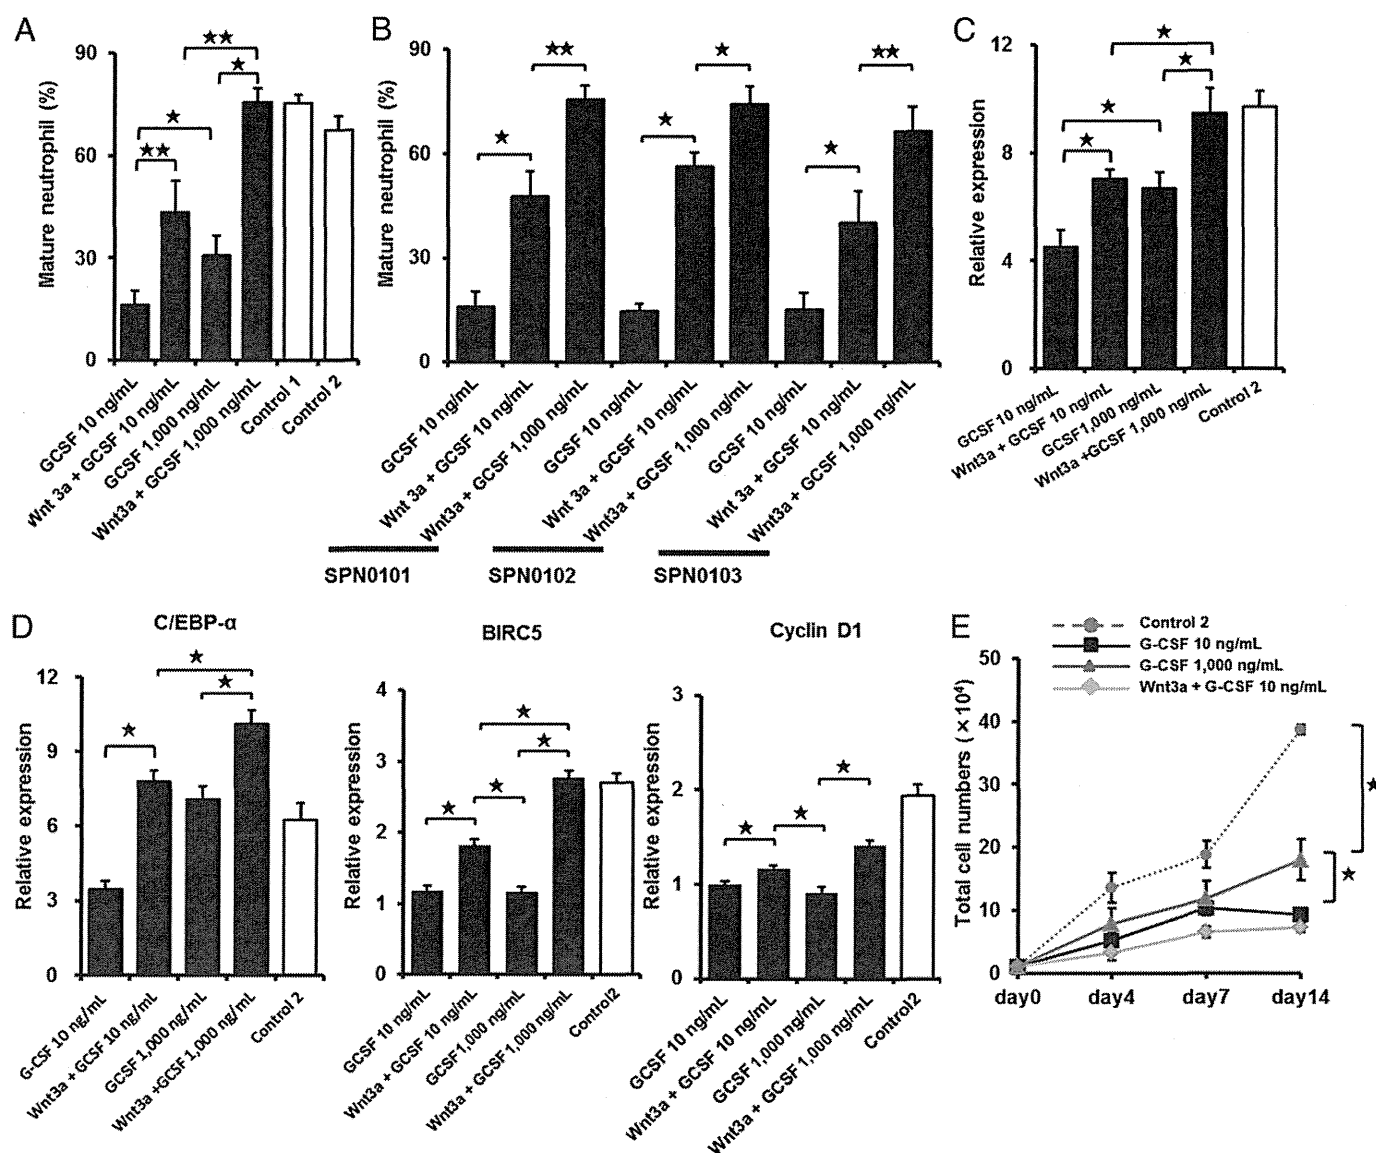 A
★★
★
★
★★
Mature neutrophil (%)
90
60
30
0
GCSF 10 ng/mL
Wnt 3a + GCSF 10 ng/mL
GCSF 1,000 ng/mL
Wnt3a + GCSF 1,000 ng/mL
Control 1
Control 2
B
★
★★
★
★
★
★★
Mature neutrophil (%)
90
60
30
0
GCSF 10 ng/mL
Wnt 3a + GCSF 10 ng/mL
Wnt3a + GCSF 1,000 ng/mL
GCSF 10 ng/mL
Wnt 3a + GCSF 10 ng/mL
Wnt3a + GCSF 1,000 ng/mL
GCSF 10 ng/mL
Wnt 3a + GCSF 10 ng/mL
Wnt3a + GCSF 1,000 ng/mL
SPN0101
SPN0102
SPN0103
C
★
★
★
★
Relative expression
12
8
4
0
GCSF 10 ng/mL
Wnt3a + GCSF 10 ng/mL
GCSF1,000 ng/mL
Wnt3a +GCSF 1,000 ng/mL
Control 2
D
C/EBP-α
★
★
★
Relative expression
12
9
6
3
0
G-CSF 10 ng/mL
Wnt3a + GCSF 10 ng/mL
GCSF 1,000 ng/mL
Wnt3a +GCSF 1,000 ng/mL
Control 2
BIRC5
★
★
★
★
Relative expression
4
3
2
1
0
GCSF 10 ng/mL
Wnt3a + GCSF 10 ng/mL
GCSF1,000 ng/mL
Wnt3a + GCSF 1,000 ng/mL
Control2
Cyclin D1
★
★
★
Relative expression
3
2
1
0
GCSF 10 ng/mL
Wnt3a + GCSF 10 ng/mL
GCSF 1,000 ng/mL
Wnt3a + GCSF 1,000 ng/mL
Control 2
E
Control 2
G-CSF 10 ng/mL
G-CSF 1,000 ng/mL
Wnt3a + G-CSF 10 ng/mL
Total cell numbers (×10⁴)
50
40
30
20
10
0
day0
day4
day7
day14
★
★